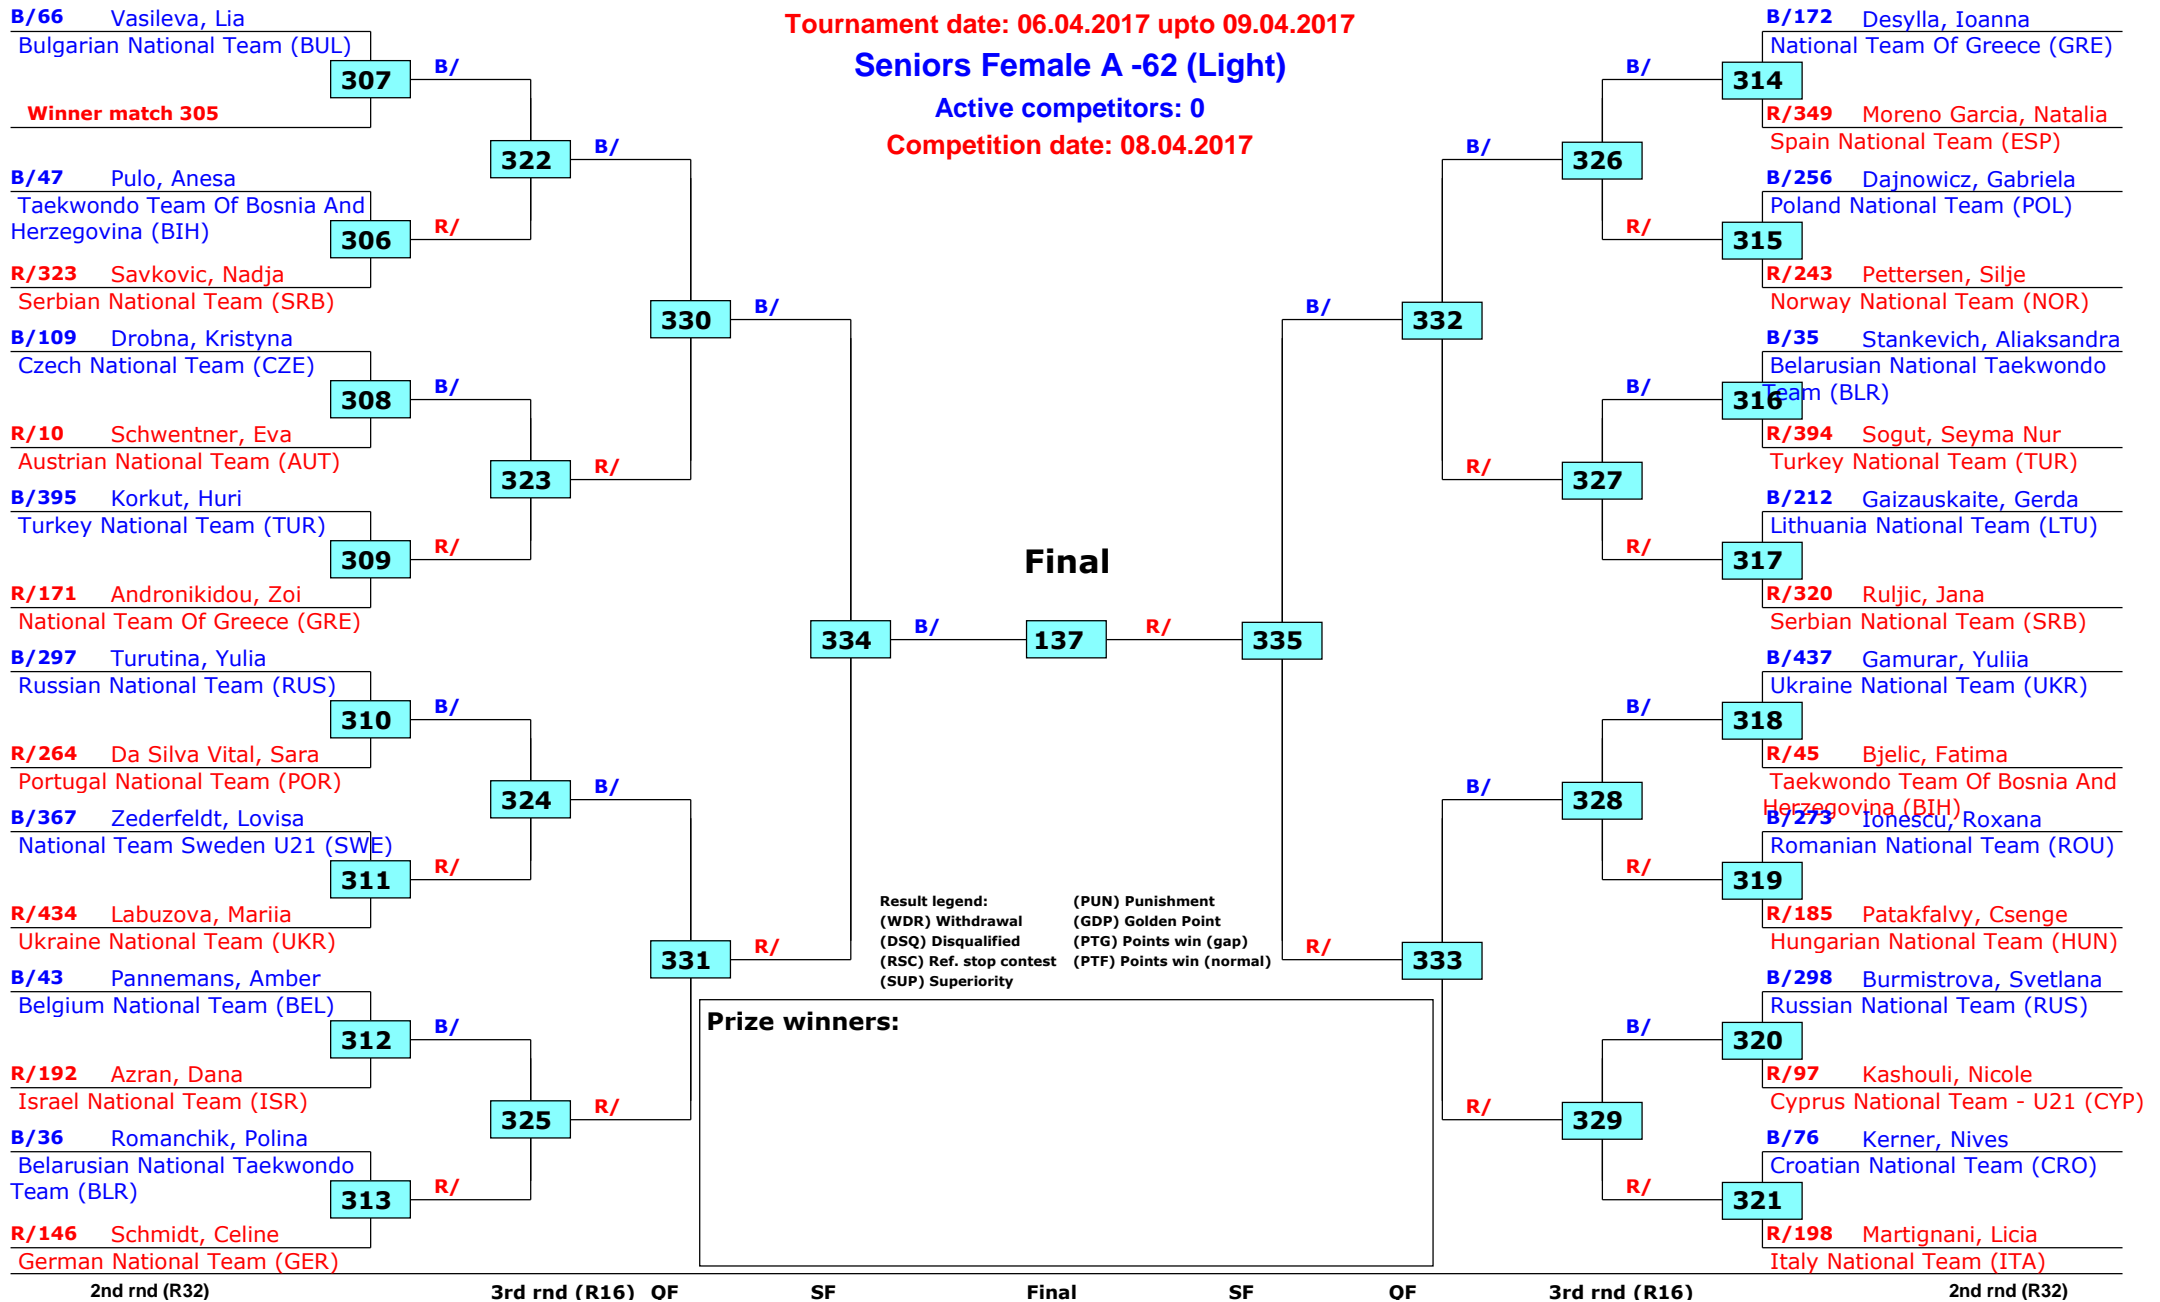 Tournament date: 06.04.2017 upto 09.04.2017
Seniors Female A -62 (Light)
Active competitors: 0
Competition date: 08.04.2017
B/66 Vasileva, Lia
Bulgarian National Team (BUL)
307
B/
Winner match 305
322
B/
B/47 Pulo, Anesa
Taekwondo Team Of Bosnia And
Herzegovina (BIH)
306
R/
R/323 Savkovic, Nadja
Serbian National Team (SRB)
330
B/
B/109 Drobna, Kristyna
Czech National Team (CZE)
308
B/
R/10 Schwentner, Eva
Austrian National Team (AUT)
323
R/
B/395 Korkut, Huri
Turkey National Team (TUR)
309
R/
R/171 Andronikidou, Zoi
National Team Of Greece (GRE)
334
B/
B/297 Turutina, Yulia
Russian National Team (RUS)
310
B/
R/264 Da Silva Vital, Sara
Portugal National Team (POR)
324
B/
B/367 Zederfeldt, Lovisa
National Team Sweden U21 (SWE)
311
R/
R/434 Labuzova, Mariia
Ukraine National Team (UKR)
331
R/
B/43 Pannemans, Amber
Belgium National Team (BEL)
312
B/
R/192 Azran, Dana
Israel National Team (ISR)
325
R/
B/36 Romanchik, Polina
Belarusian National Taekwondo
Team (BLR)
313
R/
R/146 Schmidt, Celine
German National Team (GER)
Final
137
R/
335
B/172 Desylla, Ioanna
National Team Of Greece (GRE)
B/
314
R/349 Moreno Garcia, Natalia
Spain National Team (ESP)
B/
326
B/256 Dajnowicz, Gabriela
Poland National Team (POL)
R/
315
R/243 Pettersen, Silje
Norway National Team (NOR)
B/
332
B/35 Stankevich, Aliaksandra
Belarusian National Taekwondo
Team (BLR)
B/
316
R/394 Sogut, Seyma Nur
Turkey National Team (TUR)
R/
327
B/212 Gaizauskaite, Gerda
Lithuania National Team (LTU)
R/
317
R/320 Ruljic, Jana
Serbian National Team (SRB)
B/437 Gamurar, Yuliia
Ukraine National Team (UKR)
B/
318
R/45 Bjelic, Fatima
Taekwondo Team Of Bosnia And
Herzegovina (BIH)
B/
328
B/273 Ionescu, Roxana
Romanian National Team (ROU)
R/
319
R/185 Patakfalvy, Csenge
Hungarian National Team (HUN)
R/
333
B/298 Burmistrova, Svetlana
Russian National Team (RUS)
B/
320
R/97 Kashouli, Nicole
Cyprus National Team - U21 (CYP)
R/
329
B/76 Kerner, Nives
Croatian National Team (CRO)
R/
321
R/198 Martignani, Licia
Italy National Team (ITA)
Result legend: (PUN) Punishment
(WDR) Withdrawal (GDP) Golden Point
(DSQ) Disqualified (PTG) Points win (gap)
(RSC) Ref. stop contest (PTF) Points win (normal)
(SUP) Superiority
Prize winners:
2nd rnd (R32) 3rd rnd (R16) QF SF Final SF QF 3rd rnd (R16) 2nd rnd (R32)